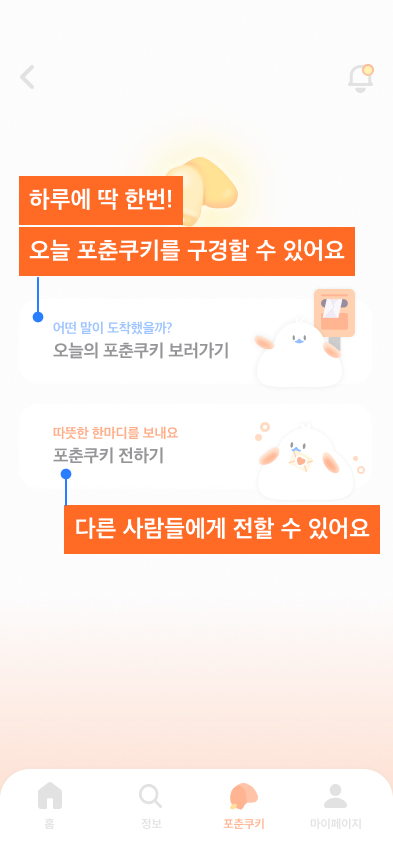 하루에 딱 한번!
오늘 포춘쿠키를 구경할 수 있어요
어떤 말이 도착했을까?
오늘의 포춘쿠키 보러가기
따뜻한 한마디를 보내요
포춘쿠키 전하기
다른 사람들에게 전할 수 있어요
홈
정보
포춘쿠키
마이페이지